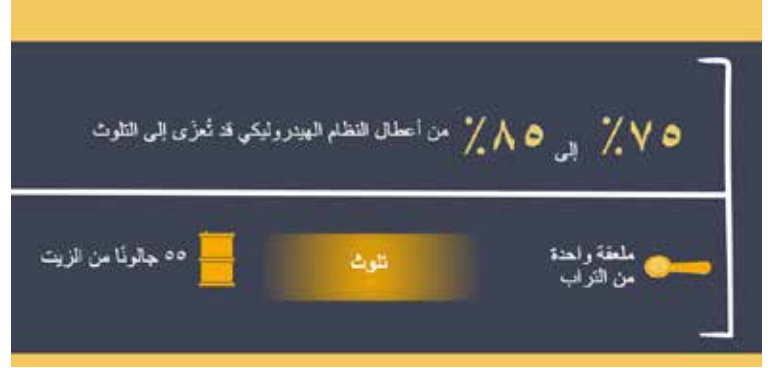 ٧٥٪ إلى ٨٥٪ من أعطال النظام الهيدروليكي قد تُعزَى إلى التلوث
ملعقة واحدة
من التراب
تلوث
٥٥ جالونًا من الزيت